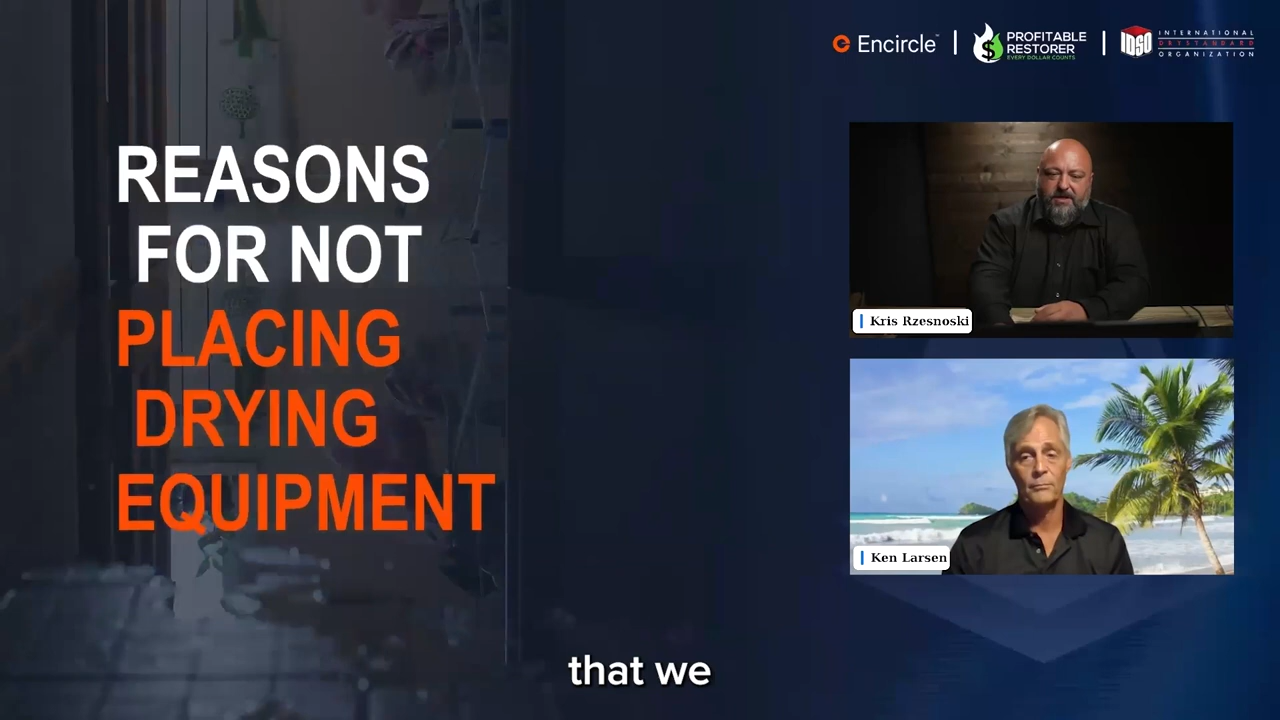 Encircle
PROFITABLE
RESTORER
EVERY DOLLAR COUNTS
IDSO
INTERNATIONAL
DRYSTANDARD
ORGANIZATION
REASONS
FOR NOT
PLACING
DRYING
EQUIPMENT
Kris Rzesnoski
Ken Larsen
that we